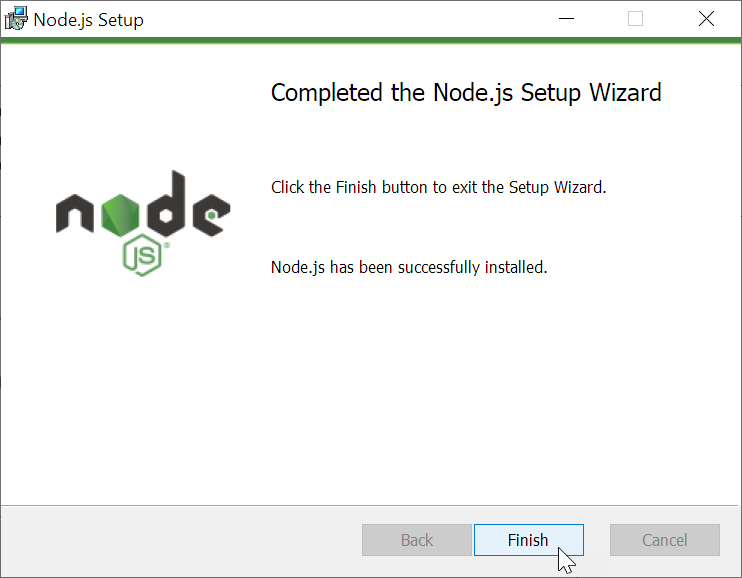 Node.js Setup
Completed the Node.js Setup Wizard
Click the Finish button to exit the Setup Wizard.
node
JS®
Node.js has been successfully installed.
Back
Finish
Cancel